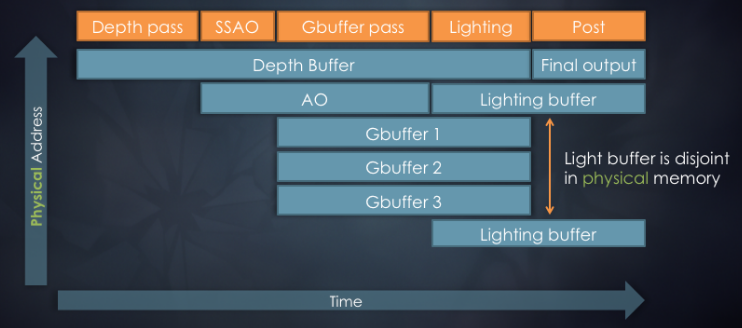 Depth pass
SSAO
Gbuffer pass
Lighting
Post
Depth Buffer
Final output
AO
Lighting buffer
Gbuffer 1
Gbuffer 2
Gbuffer 3
Light buffer is disjoint
in physical memory
Lighting buffer
Physical Address
Time